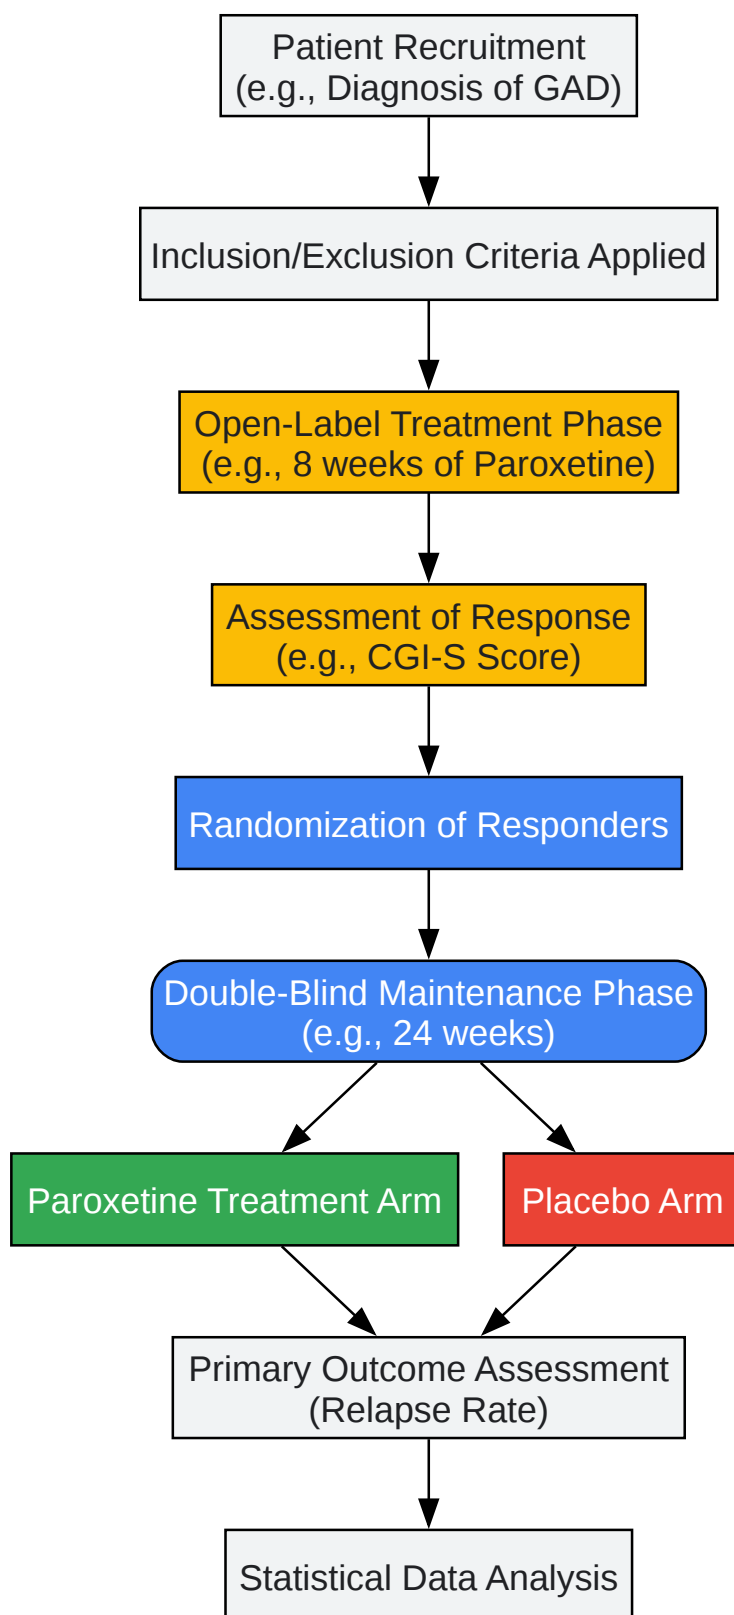 Patient Recruitment
(e.g., Diagnosis of GAD)
Inclusion/Exclusion Criteria Applied
Open-Label Treatment Phase
(e.g., 8 weeks of Paroxetine)
Assessment of Response
(e.g., CGI-S Score)
Randomization of Responders
Double-Blind Maintenance Phase
(e.g., 24 weeks)
Paroxetine Treatment Arm
Placebo Arm
Primary Outcome Assessment
(Relapse Rate)
Statistical Data Analysis